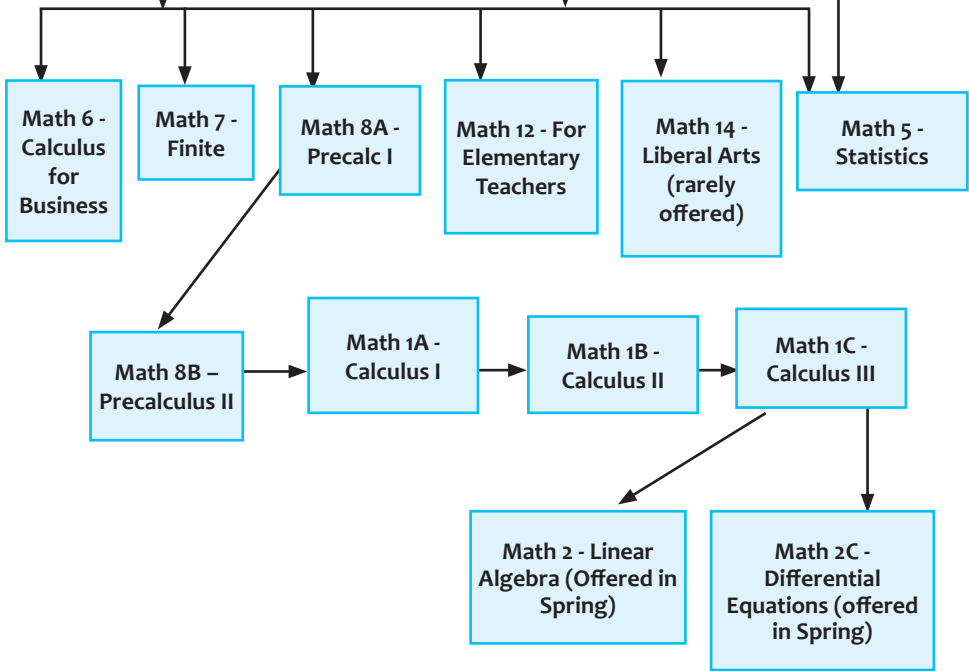 Math 6 -
Calculus
for
Business
Math 7 -
Finite
Math 8A -
Precalc I
Math 12 - For
Elementary
Teachers
Math 14 -
Liberal Arts
(rarely
offered)
Math 5 -
Statistics
Math 8B –
Precalculus II
Math 1A -
Calculus I
Math 1B -
Calculus II
Math 1C -
Calculus III
Math 2 - Linear
Algebra (Offered in
Spring)
Math 2C -
Differential
Equations (offered
in Spring)